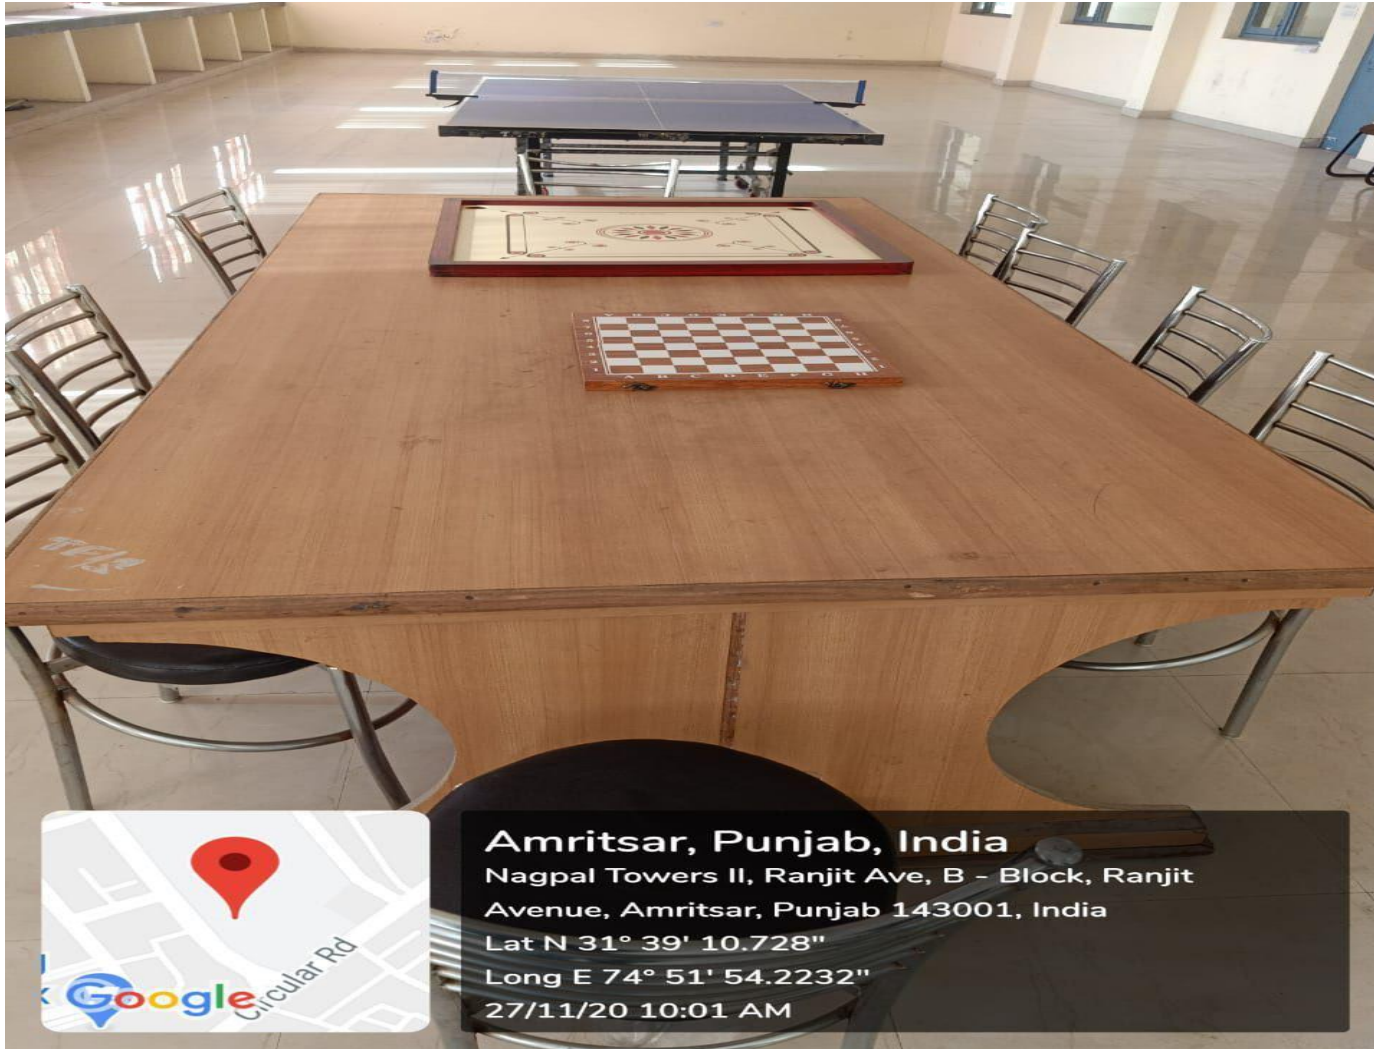 A B C D E F G H
Amritsar, Punjab, India
Nagpal Towers II, Ranjit Ave, B - Block, Ranjit
Avenue, Amritsar, Punjab 143001, India
Lat N 31° 39' 10.728"
Long E 74° 51' 54.2232"
27/11/20 10:01 AM
Circular Rd
Google